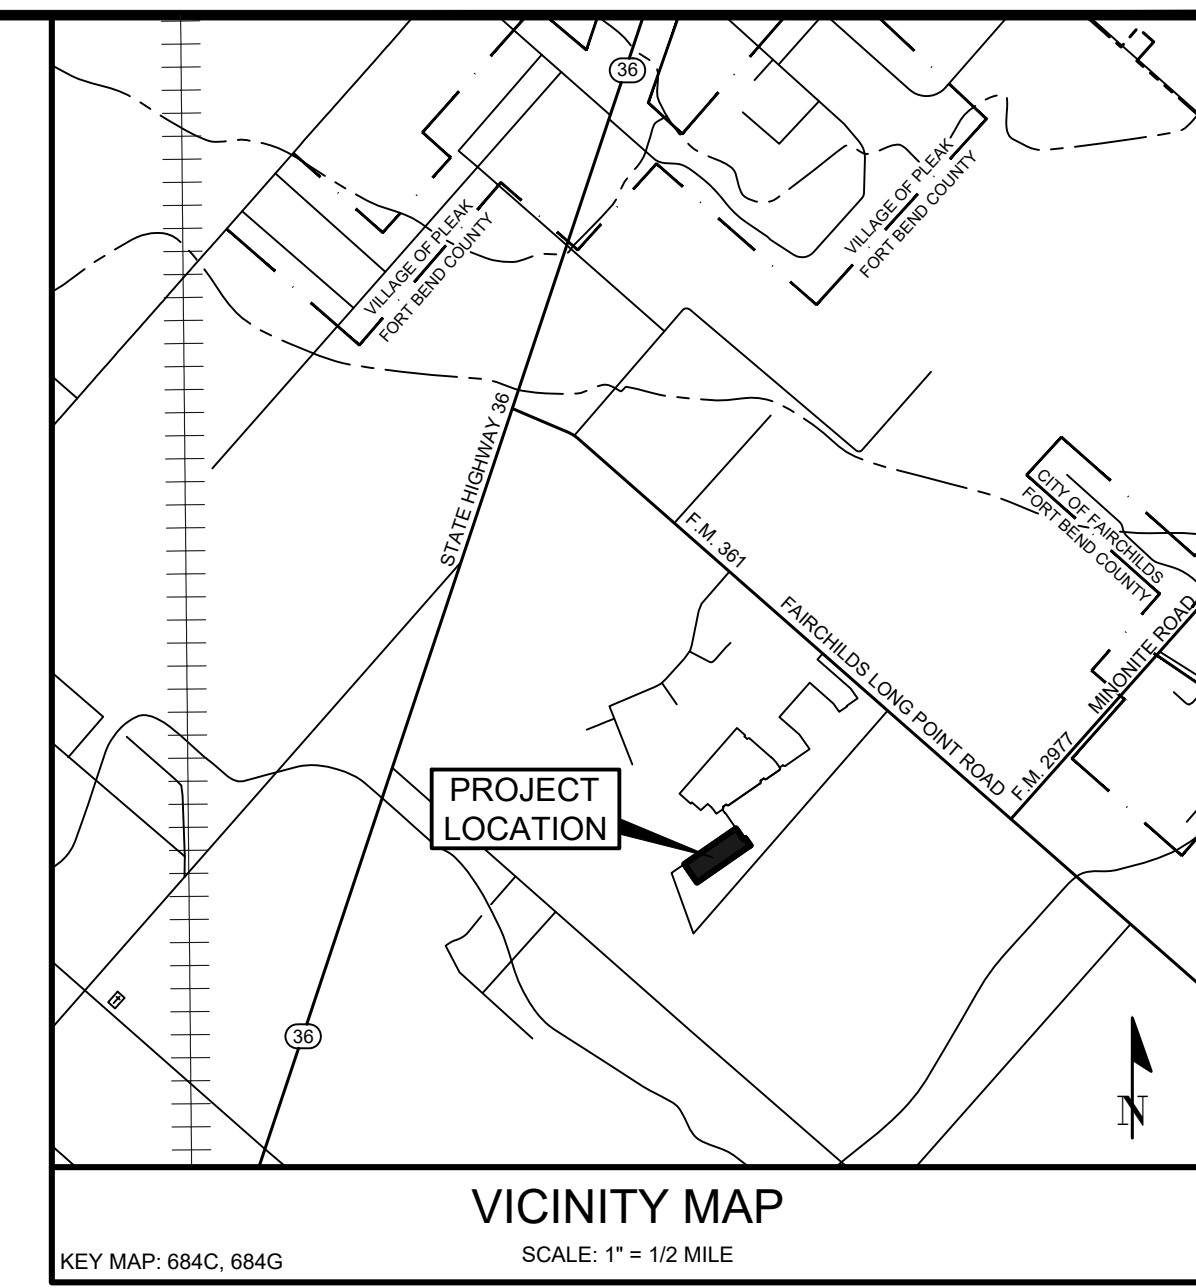 36
VILLAGE OF PLEAK
FORT BEND COUNTY
VILLAGE OF PLEAK
FORT BEND COUNTY
STATE HIGHWAY 36
F.M. 361
FAIRCHILDS LONG POINT ROAD
CITY OF FAIRCHILDS
FORT BEND COUNTY
MINONITE ROAD
F.M. 2977
PROJECT
LOCATION
36
N
VICINITY MAP
SCALE: 1" = 1/2 MILE
KEY MAP: 684C, 684G